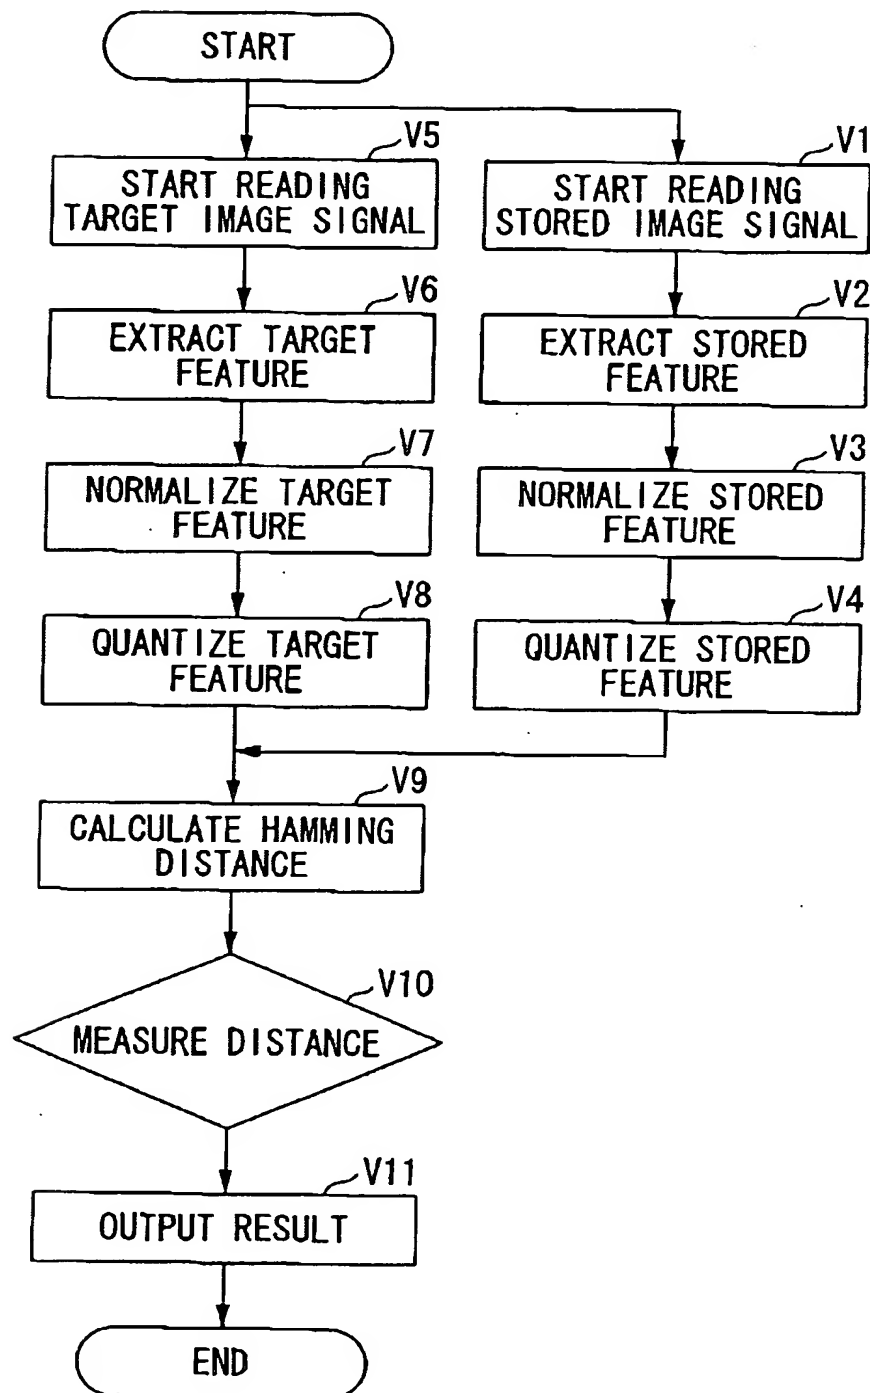 START
V5
START READING
TARGET IMAGE SIGNAL
V1
START READING
STORED IMAGE SIGNAL
V6
EXTRACT TARGET
FEATURE
V2
EXTRACT STORED
FEATURE
V7
NORMALIZE TARGET
FEATURE
V3
NORMALIZE STORED
FEATURE
V8
QUANTIZE TARGET
FEATURE
V4
QUANTIZE STORED
FEATURE
V9
CALCULATE HAMMING
DISTANCE
V10
MEASURE DISTANCE
V11
OUTPUT RESULT
END